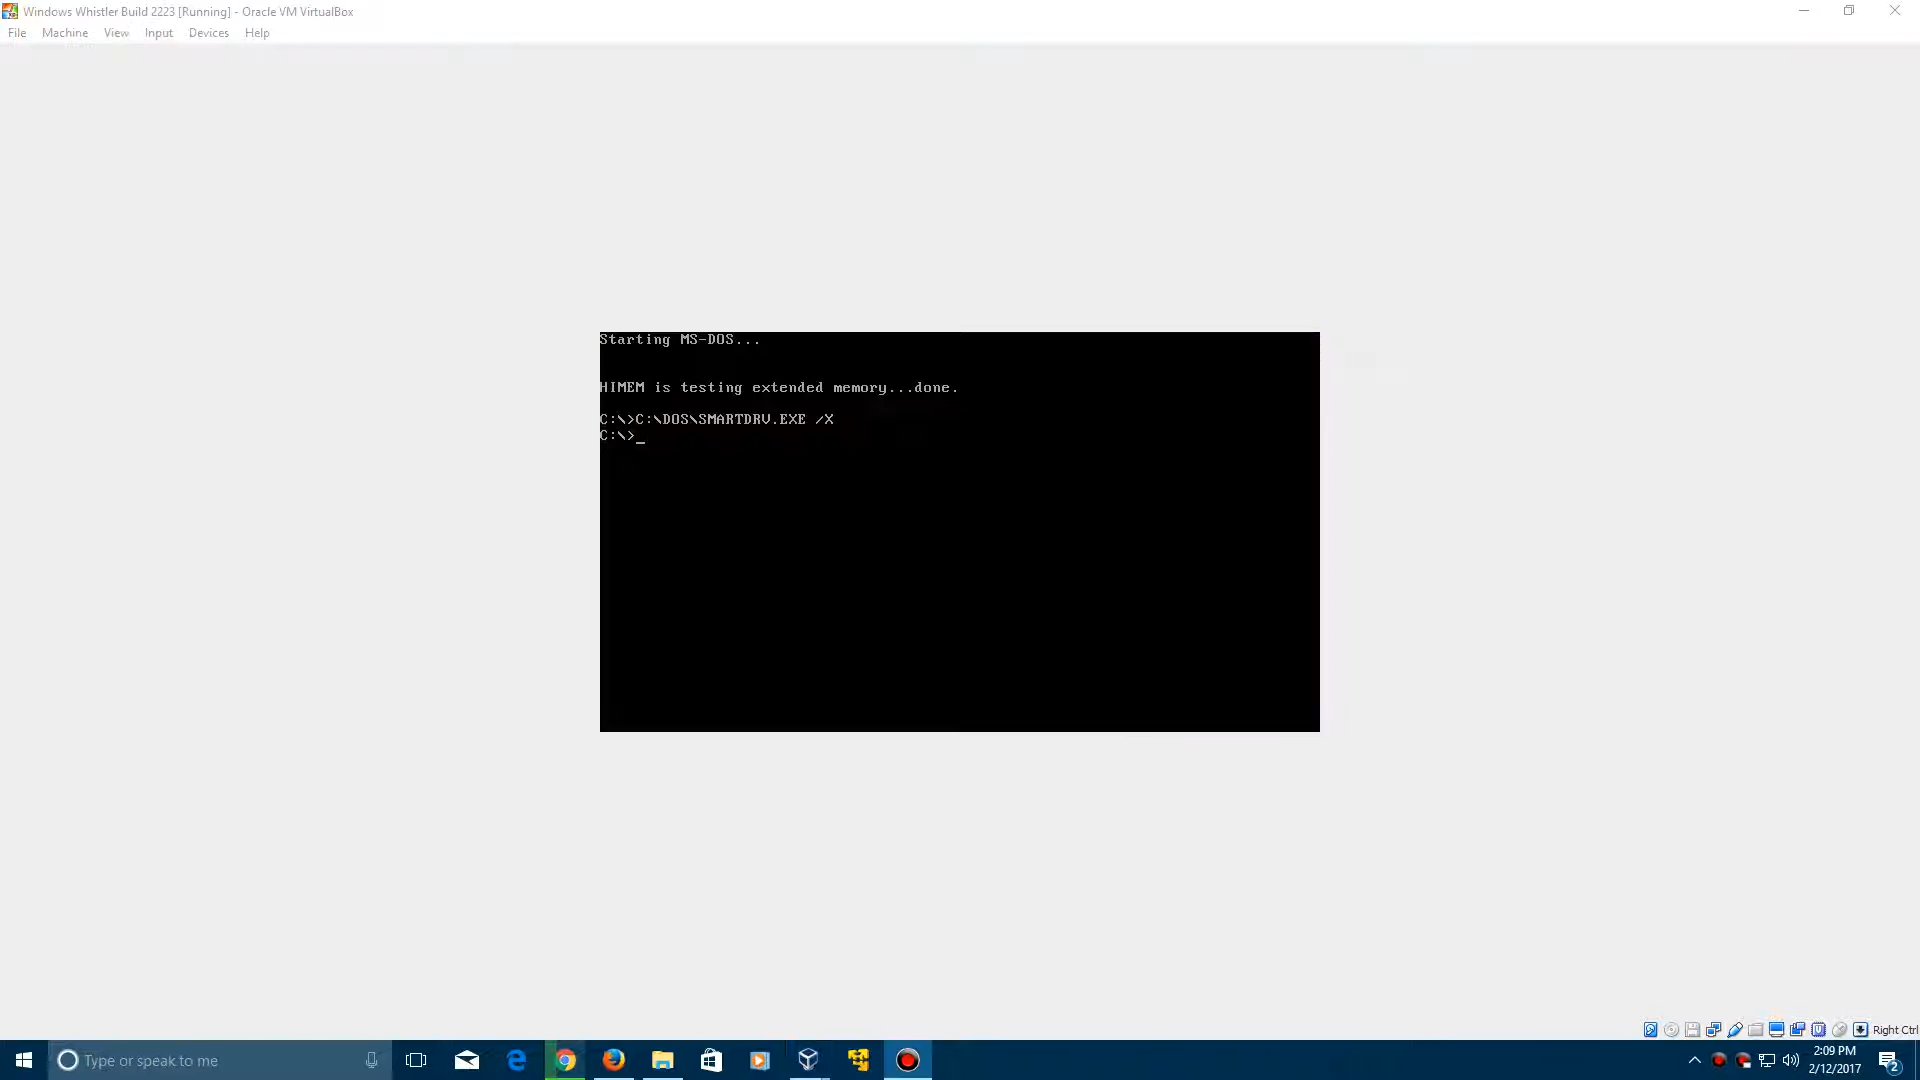 Windows Whistler Build 2223 [Running] - Oracle VM VirtualBox
File Machine View Input Devices Help
Starting MS-DOS...
HIMEM is testing extended memory...done.
C:\>C:\DOS\SMARTDRV.EXE /X
C:\>_
Right Ctrl
Type or speak to me
2:09 PM
2/12/2017
2